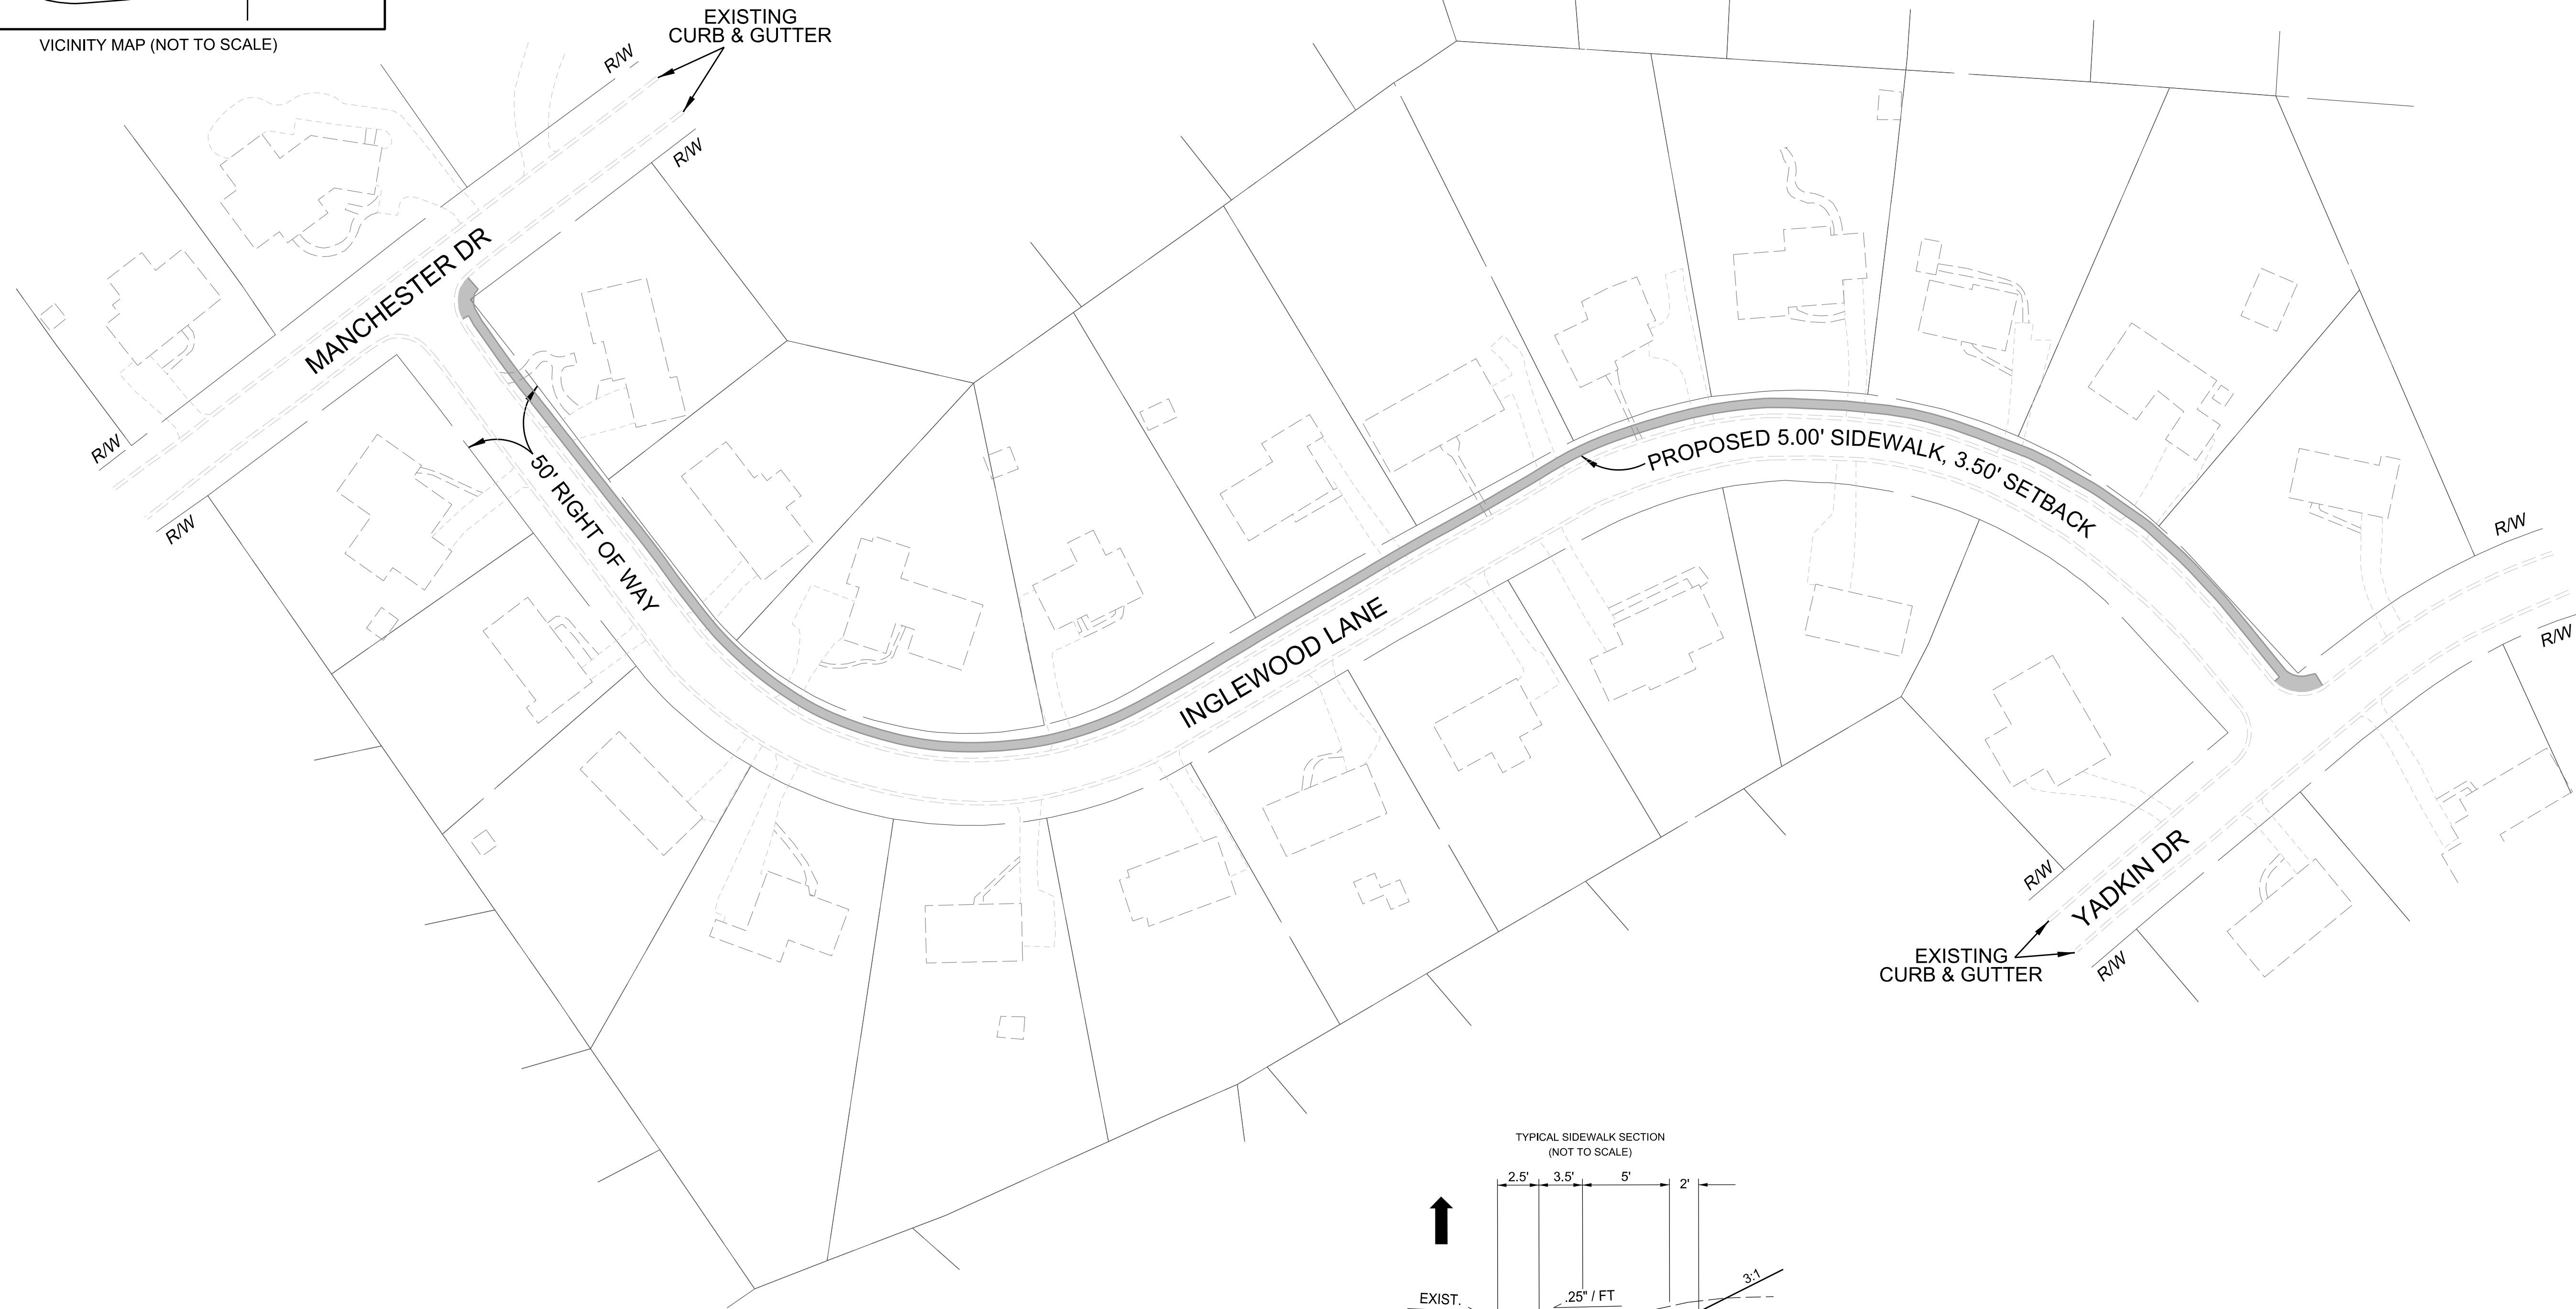 VICINITY MAP (NOT TO SCALE)
EXISTING
CURB & GUTTER
R/W
R/W
MANCHESTER DR
R/W
R/W
50' RIGHT OF WAY
PROPOSED 5.00' SIDEWALK, 3.50' SETBACK
INGLEWOOD LANE
R/W
R/W
YADKIN DR
R/W
R/W
EXISTING
CURB & GUTTER
TYPICAL SIDEWALK SECTION
(NOT TO SCALE)
2.5' 3.5' 5' 2'
3:1
EXIST. .25" / FT